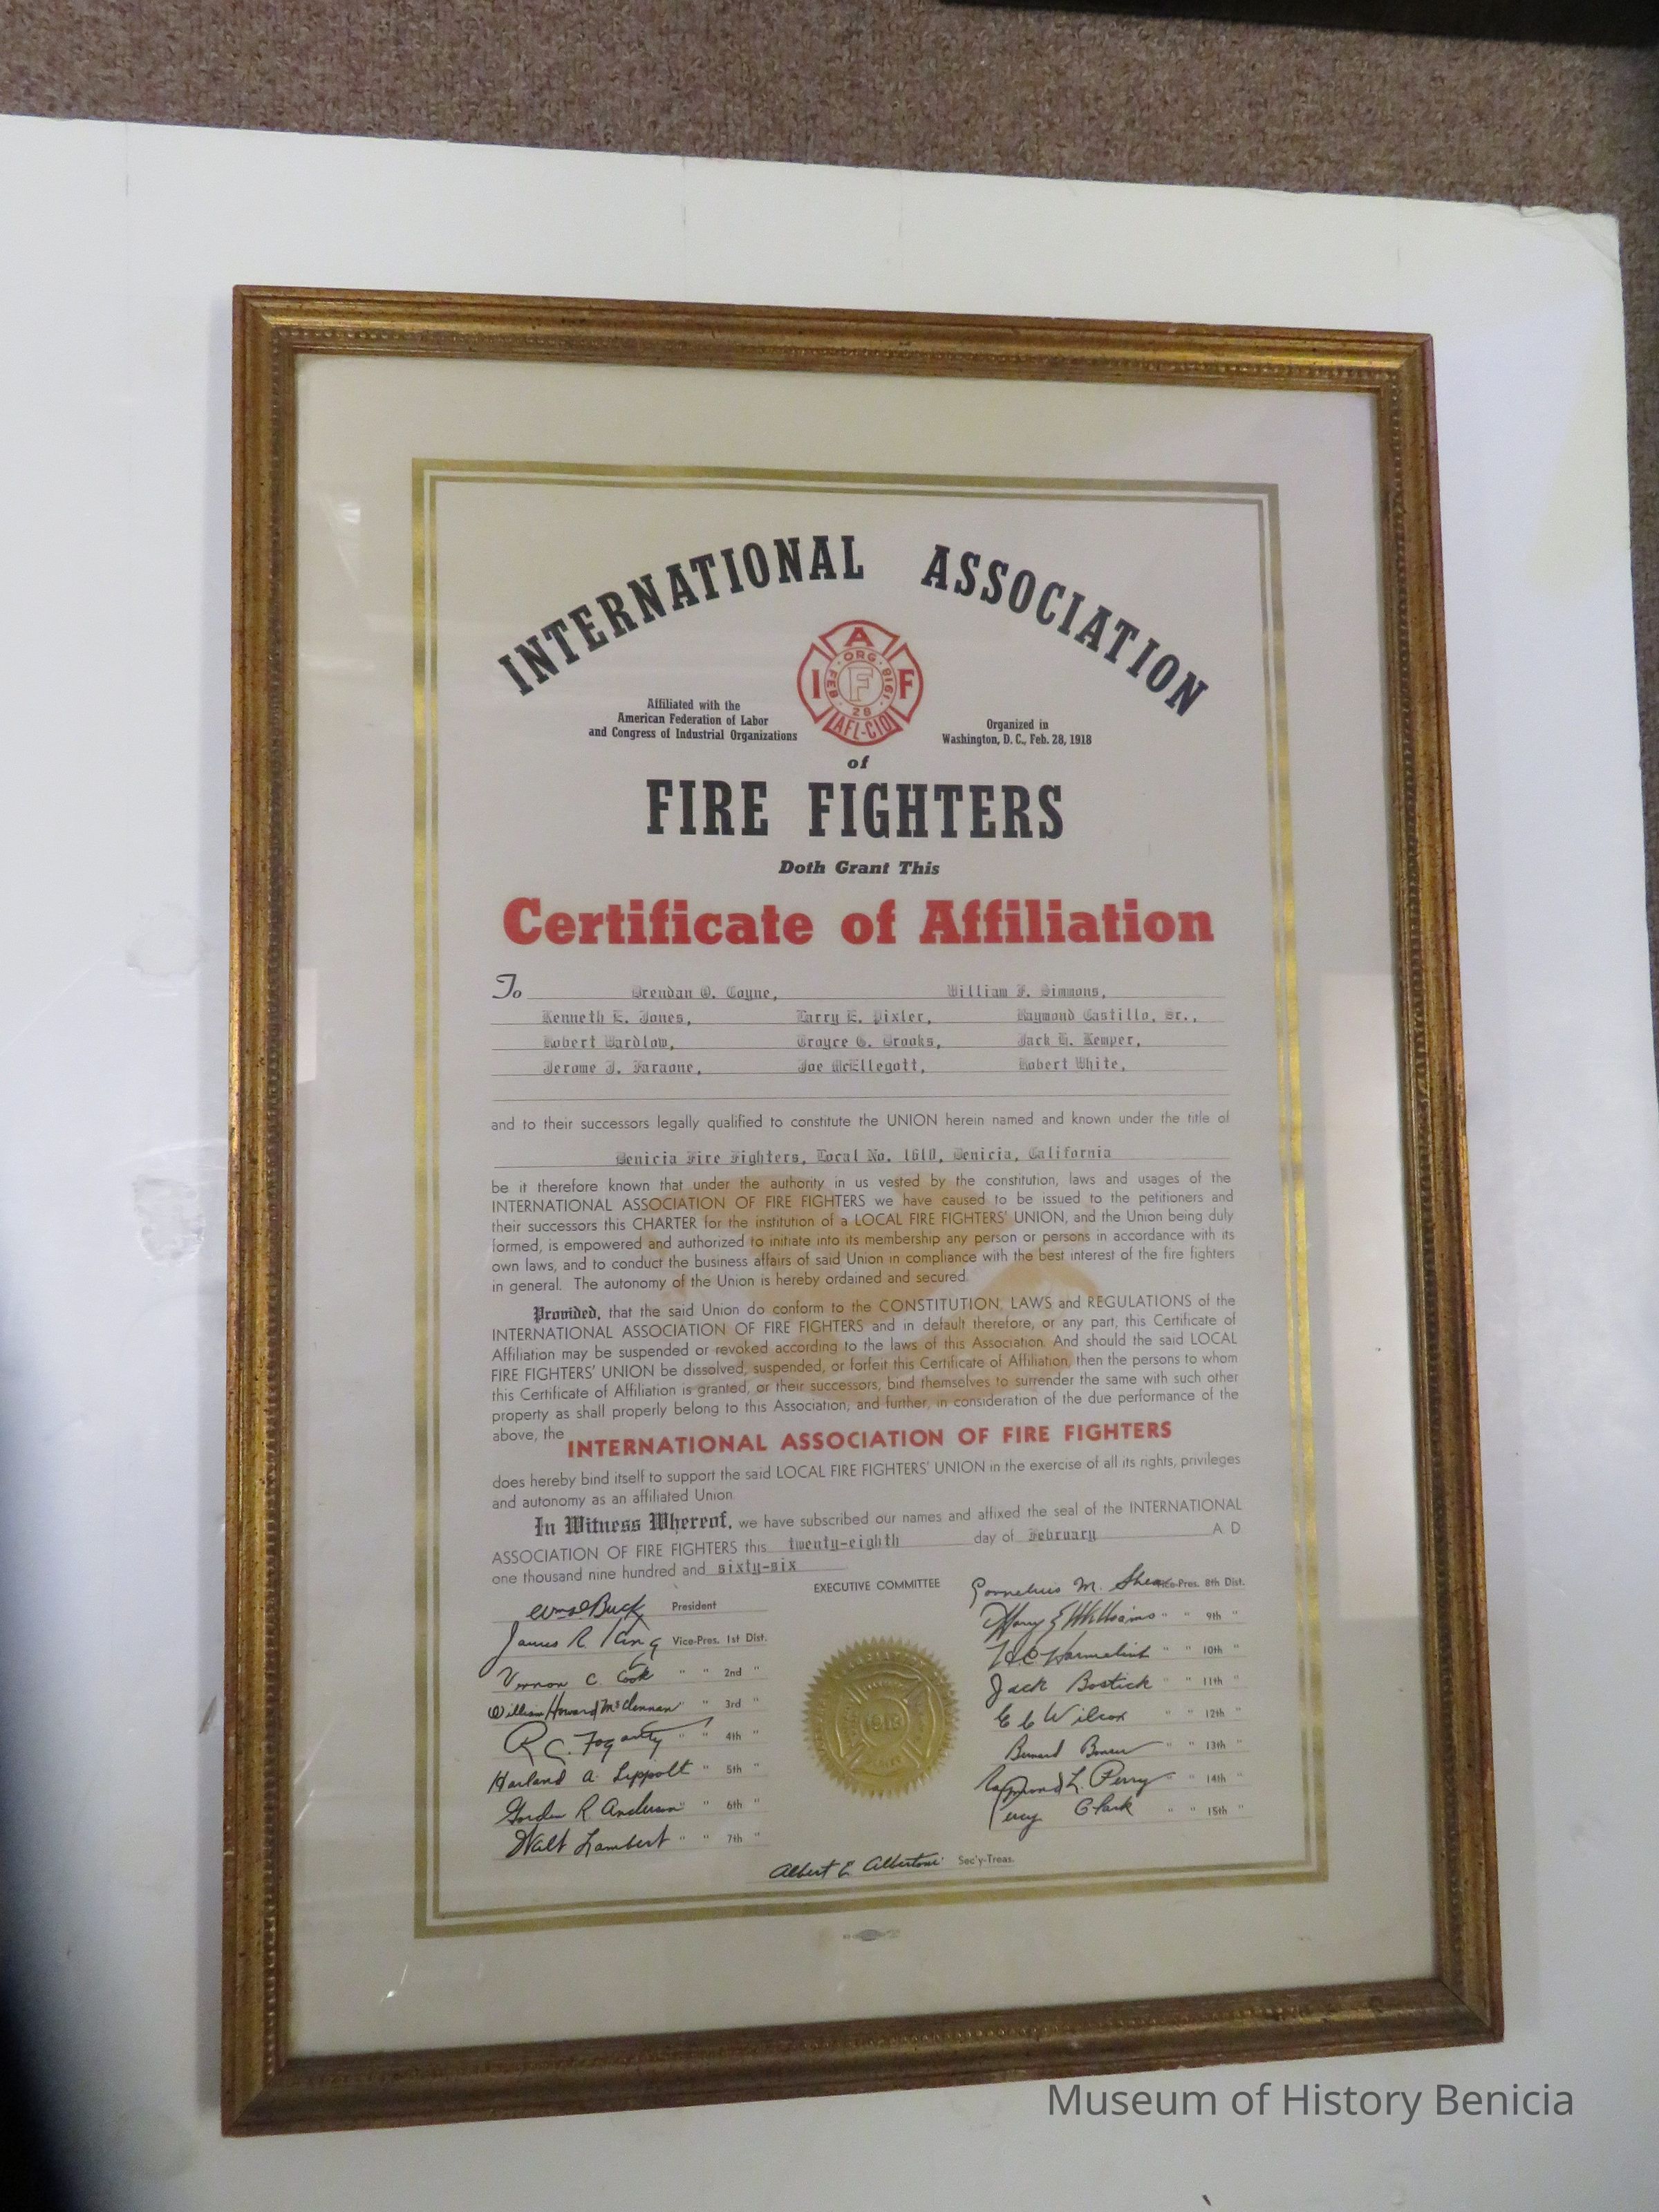 INTERNATIONAL ASSOCIATION
A
ORG.
I F F
FEB 28 1918
AFL-CIO
Affiliated with the
American Federation of Labor
and Congress of Industrial Organizations
Organized in
Washington, D. C., Feb. 28, 1918
of
FIRE FIGHTERS
Doth Grant This
Certificate of Affiliation
To Brendan O. Coyne, William F. Simmons,
Kenneth E. Jones, Larry E. Pixler, Raymond Castillo, Sr.,
Robert Wardlow, Troyce G. Brooks, Jack H. Kemper,
Jerome J. Faraone, Joe McEllegott, Robert White,
and to their successors legally qualified to constitute the UNION herein named and known under the title of
Benicia Fire Fighters, Local No. 1610, Benicia, California
be it therefore known that under the authority in us vested by the constitution, laws and usages of the
INTERNATIONAL ASSOCIATION OF FIRE FIGHTERS we have caused to be issued to the petitioners and
their successors this CHARTER for the institution of a LOCAL FIRE FIGHTERS' UNION, and the Union being duly
formed, is empowered and authorized to initiate into its membership any person or persons in accordance with its
own laws, and to conduct the business affairs of said Union in compliance with the best interest of the fire fighters
in general. The autonomy of the Union is hereby ordained and secured.
Provided, that the said Union do conform to the CONSTITUTION, LAWS and REGULATIONS of the
INTERNATIONAL ASSOCIATION OF FIRE FIGHTERS and in default therefore, or any part, this Certificate of
Affiliation may be suspended or revoked according to the laws of this Association. And should the said LOCAL
FIRE FIGHTERS' UNION be dissolved, suspended, or forfeit this Certificate of Affiliation, then the persons to whom
this Certificate of Affiliation is granted, or their successors, bind themselves to surrender the same with such other
property as shall properly belong to this Association; and further, in consideration of the due performance of the
above, the INTERNATIONAL ASSOCIATION OF FIRE FIGHTERS
does hereby bind itself to support the said LOCAL FIRE FIGHTERS' UNION in the exercise of all its rights, privileges
and autonomy as an affiliated Union.
In Witness Whereof, we have subscribed our names and affixed the seal of the INTERNATIONAL
ASSOCIATION OF FIRE FIGHTERS this twenty-eighth day of February A. D.
one thousand nine hundred and sixty-six
EXECUTIVE COMMITTEE
Wm D Buck President
James R. King Vice-Pres. 1st Dist.
Vernon C. Cook " " 2nd "
William Howard McClennan " " 3rd "
R C. Fogarty " " 4th "
Harland A. Lippolt " 5th "
Gordon R. Anderson " " 6th "
Walt Lambert " " 7th "
Cornelius M. Shea Vice-Pres. 8th Dist.
Harry E Williams " " 9th "
" " 10th "
Jack Bostick " " 11th "
E C Wilcox " " 12th "
Bernard Bonser " " 13th "
Raymond L. Perry " 14th "
Percy Clark " " 15th "
1918
Albert E. Albertoni Sec'y-Treas.
Museum of History Benicia